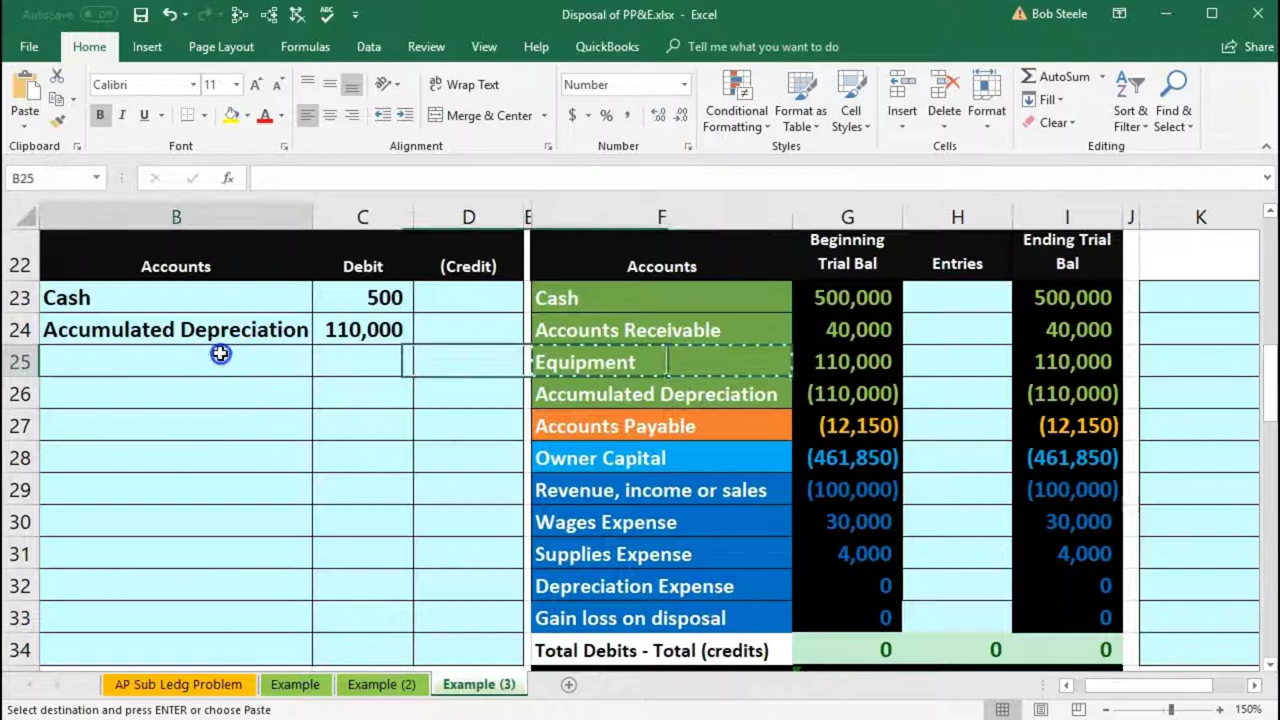 AutoSave Off Disposal of PP&E.xlsx - Excel Bob Steele
File Home Insert Page Layout Formulas Data Review View Help QuickBooks Tell me what you want to do Share
Calibri 11 Wrap Text Number AutoSum
Paste B I U Merge & Center $ % Conditional Formatting Format as Table Cell Styles Insert Delete Format Fill Clear Sort & Filter Find & Select
Clipboard Font Alignment Number Styles Cells Editing
B25 fx
B C D E F G H I J K
22 Accounts Debit (Credit) Accounts Beginning Trial Bal Entries Ending Trial Bal
23 Cash 500 Cash 500,000 500,000
24 Accumulated Depreciation 110,000 Accounts Receivable 40,000 40,000
25 Equipment 110,000 110,000
26 Accumulated Depreciation (110,000) (110,000)
27 Accounts Payable (12,150) (12,150)
28 Owner Capital (461,850) (461,850)
29 Revenue, income or sales (100,000) (100,000)
30 Wages Expense 30,000 30,000
31 Supplies Expense 4,000 4,000
32 Depreciation Expense 0 0
33 Gain loss on disposal 0 0
34 Total Debits - Total (credits) 0 0 0
AP Sub Ledg Problem Example Example (2) Example (3)
Select destination and press ENTER or choose Paste 150%